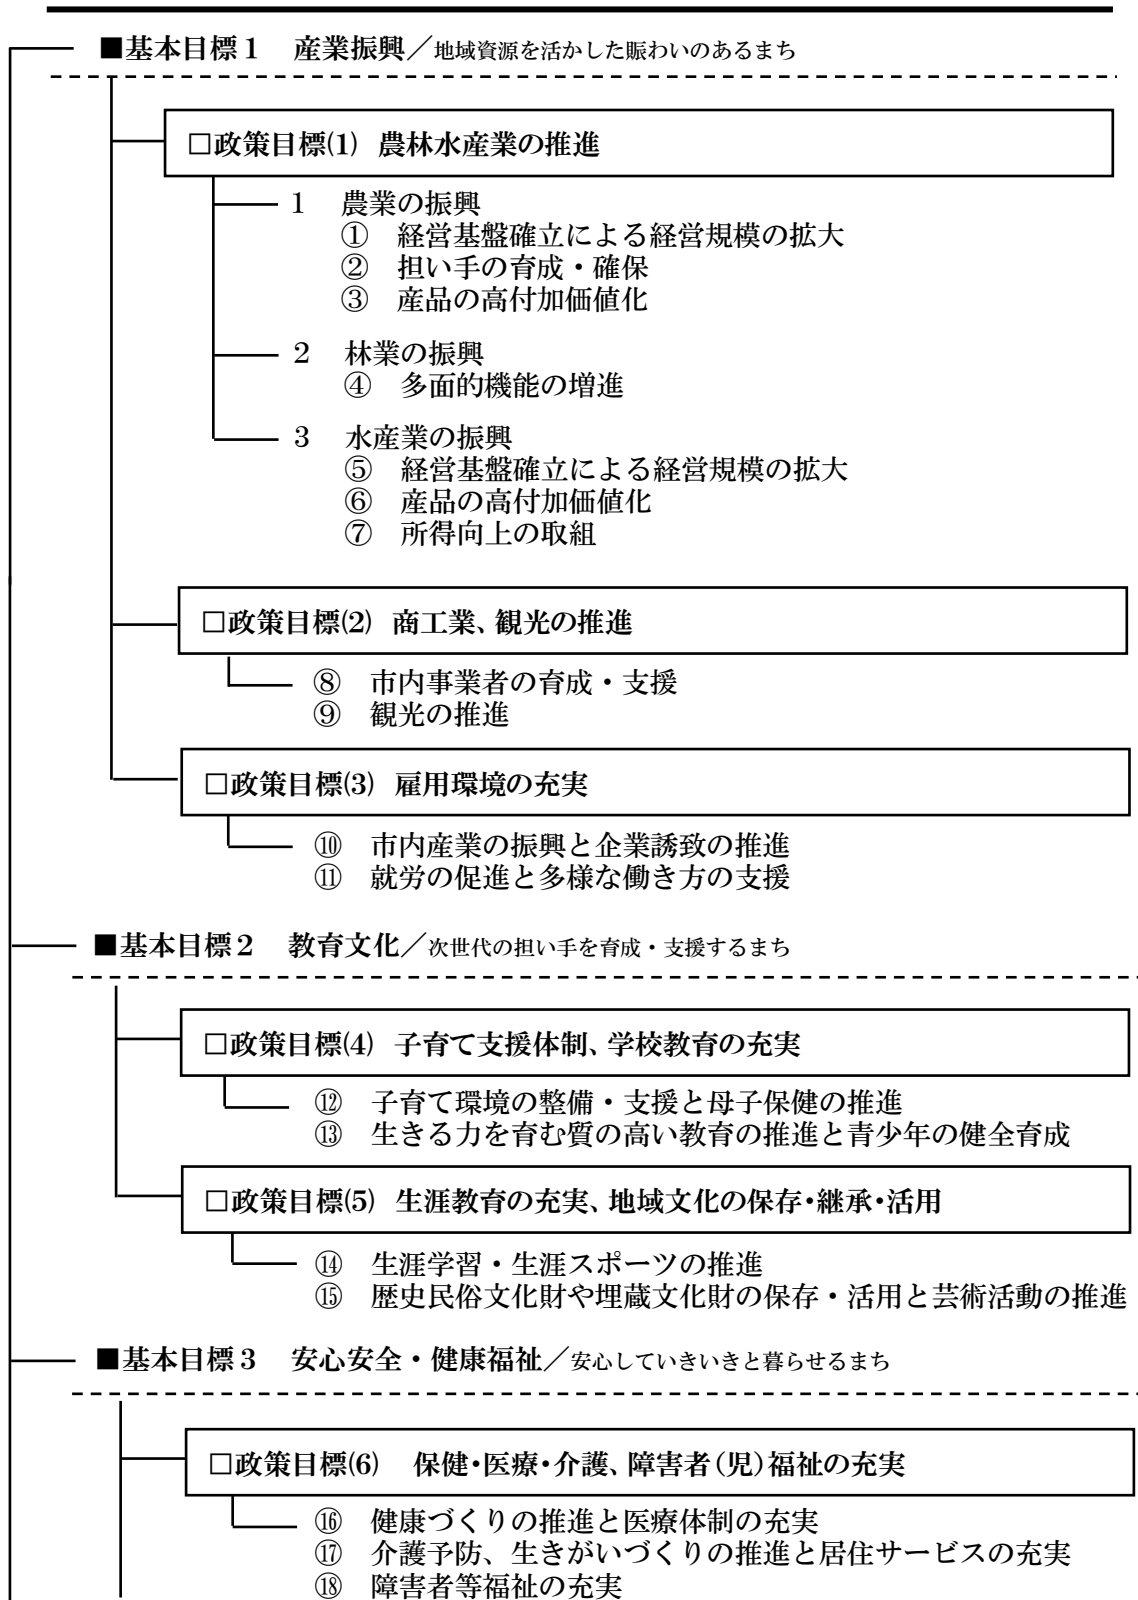 ■基本目標１　産業振興／地域資源を活かした賑わいのあるまち
□政策目標⑴ 農林水産業の推進
１　農業の振興
①　経営基盤確立による経営規模の拡大
②　担い手の育成・確保
③　産品の高付加価値化
２　林業の振興
④　多面的機能の増進
３　水産業の振興
⑤　経営基盤確立による経営規模の拡大
⑥　産品の高付加価値化
⑦　所得向上の取組
□政策目標⑵ 商工業、観光の推進
⑧　市内事業者の育成・支援
⑨　観光の推進
□政策目標⑶ 雇用環境の充実
⑩　市内産業の振興と企業誘致の推進
⑪　就労の促進と多様な働き方の支援
■基本目標２　教育文化／次世代の担い手を育成・支援するまち
□政策目標⑷ 子育て支援体制、学校教育の充実
⑫　子育て環境の整備・支援と母子保健の推進
⑬　生きる力を育む質の高い教育の推進と青少年の健全育成
□政策目標⑸ 生涯教育の充実、地域文化の保存・継承・活用
⑭　生涯学習・生涯スポーツの推進
⑮　歴史民俗文化財や埋蔵文化財の保存・活用と芸術活動の推進
■基本目標３　安心安全・健康福祉／安心していきいきと暮らせるまち
□政策目標⑹　保健・医療・介護、障害者（児）福祉の充実
⑯　健康づくりの推進と医療体制の充実
⑰　介護予防、生きがいづくりの推進と居住サービスの充実
⑱　障害者等福祉の充実